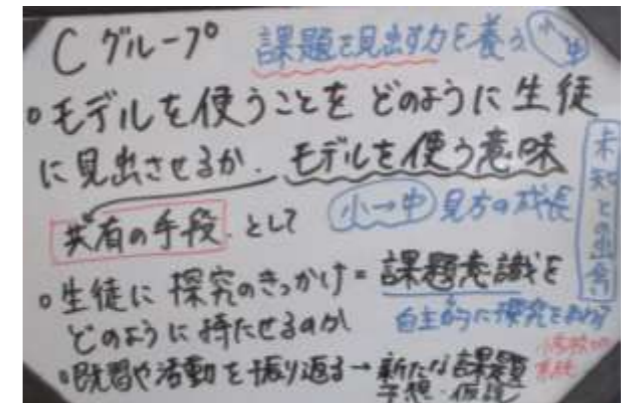 Cグループ 課題を見出す力を養う 小 中
。モデルを使うことを どのように生徒
に見出させるか. モデルを使う意味
共有の手段. として 小→中 見方の成長
未知との出会
。生徒に探究のきっかけ=課題意識を
どのように持たせるのか
自主的に探究を
。既習や活動を振り返る→新たな課題
予想・仮説
系統